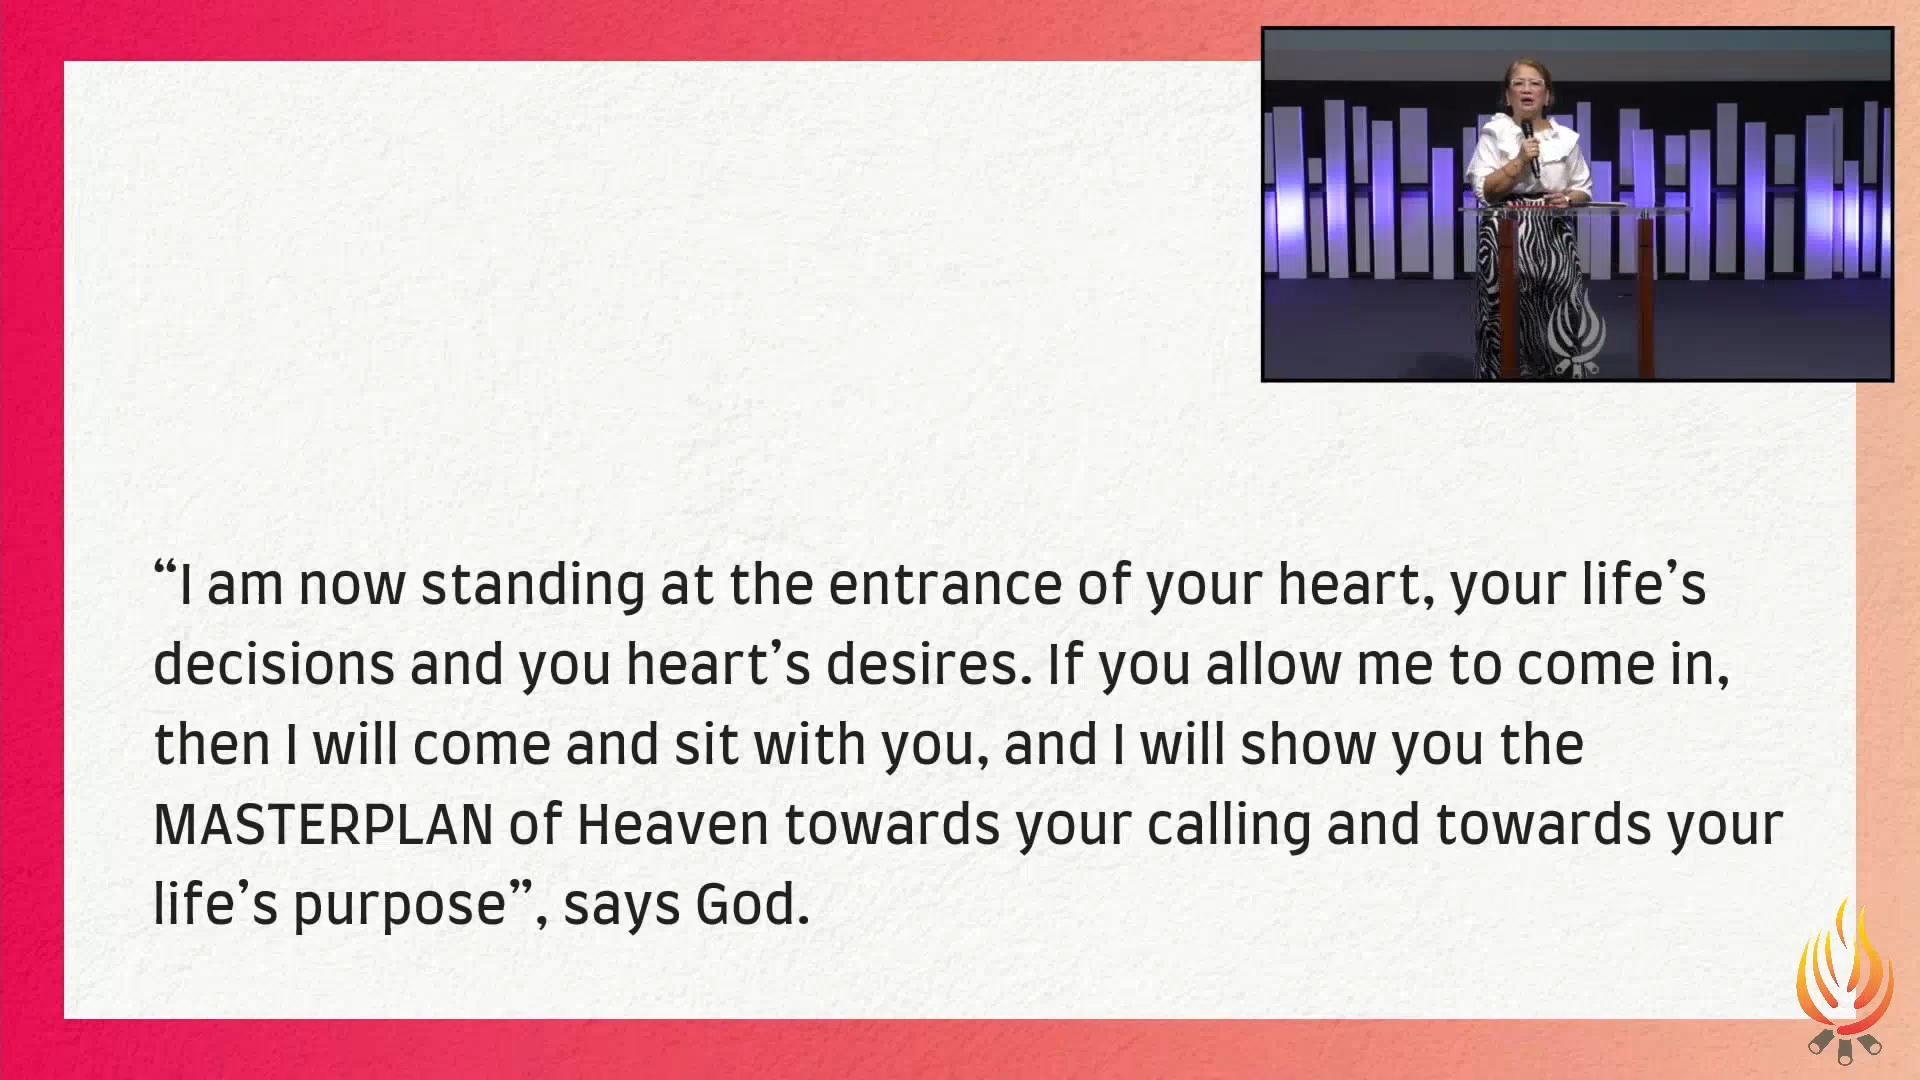 “I am now standing at the entrance of your heart, your life’s
decisions and you heart’s desires. If you allow me to come in,
then I will come and sit with you, and I will show you the
MASTERPLAN of Heaven towards your calling and towards your
life’s purpose”, says God.